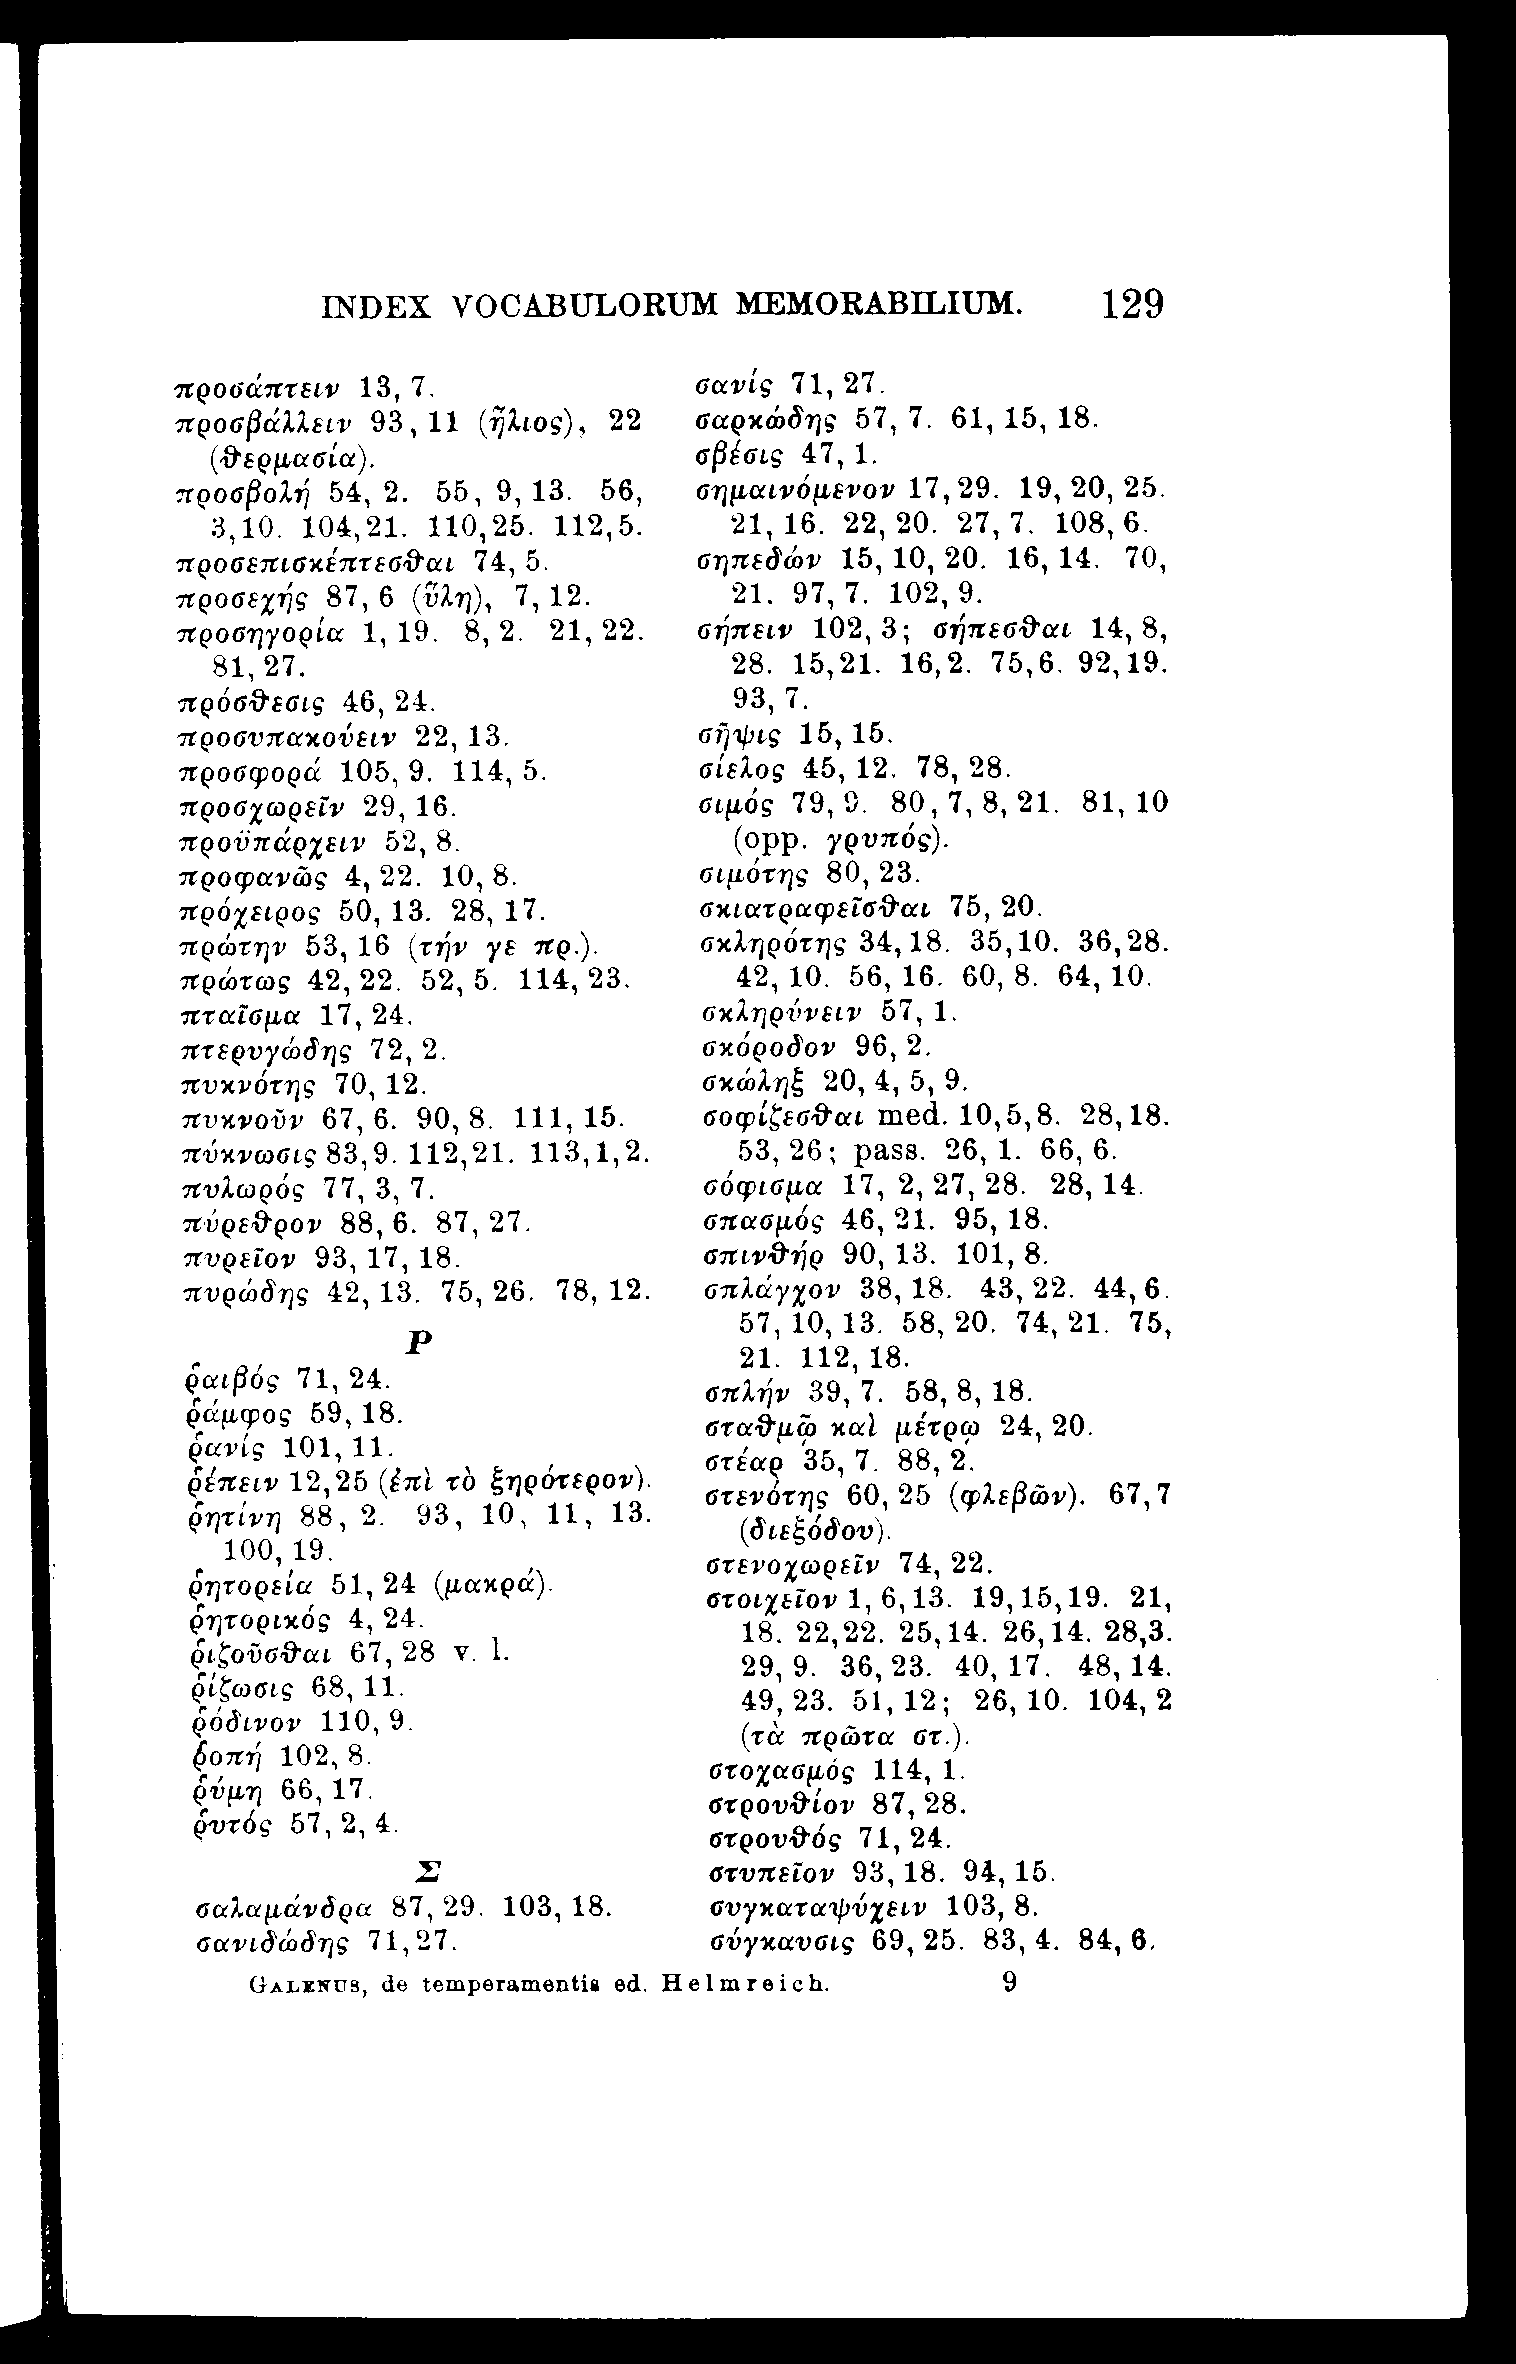 INDEX VOCABULORUM MEMORABILIUM. 129
προσάπτειν 13, 7.
προσβάλλειν 93, 11 (ἥλιος), 22
(θερμασία).
προσβολή 54, 2. 55, 9, 13. 56,
3,10. 104,21. 110,25. 112,5.
προσεπισκέπτεσθαι 74, 5.
προσεχής 87, 6 (ὕλη), 7, 12.
προσηγορία 1, 19. 8, 2. 21, 22.
81, 27.
πρόσθεσις 46, 24.
προσυπακούειν 22, 13.
προσφορά 105, 9. 114, 5.
προσχωρεῖν 29, 16.
προϋπάρχειν 52, 8.
προφανῶς 4, 22. 10, 8.
πρόχειρος 50, 13. 28, 17.
πρώτην 53, 16 (τήν γε πρ.).
πρώτως 42, 22. 52, 5. 114, 23.
πταῖσμα 17, 24.
πτερυγώδης 72, 2.
πυκνότης 70, 12.
πυκνοῦν 67, 6. 90, 8. 111, 15.
πύκνωσις 83,9. 112,21. 113,1,2.
πυλωρός 77, 3, 7.
πύρεθρον 88, 6. 87, 27.
πυρεῖον 93, 17, 18.
πυρώδης 42, 13. 75, 26. 78, 12.
Ρ
ῥαιβός 71, 24.
ῥάμφος 59, 18.
ῥανίς 101, 11.
ῥέπειν 12,25 (ἐπὶ τὸ ξηρότερον).
ῥητίνη 88, 2. 93, 10, 11, 13.
100, 19.
ῥητορεία 51, 24 (μακρά).
ῥητορικός 4, 24.
ῥιζοῦσθαι 67, 28 v. l.
ῥίζωσις 68, 11.
ῥόδινον 110, 9.
ῥοπή 102, 8.
ῥύμη 66, 17.
ῥυτός 57, 2, 4.
Σ
σαλαμάνδρα 87, 29. 103, 18.
σανιδώδης 71,27.
σανίς 71, 27.
σαρκώδης 57, 7. 61, 15, 18.
σβέσις 47, 1.
σημαινόμενον 17,29. 19, 20, 25.
21, 16. 22, 20. 27, 7. 108, 6.
σηπεδών 15, 10, 20. 16, 14. 70,
21. 97, 7. 102, 9.
σήπειν 102, 3; σήπεσθαι 14, 8,
28. 15,21. 16,2. 75,6. 92,19.
93, 7.
σῆψις 15, 15.
σίελος 45, 12. 78, 28.
σιμός 79, 9. 80, 7, 8, 21. 81, 10
(opp. γρυπός).
σιμότης 80, 23.
σκιατραφεῖσθαι 75, 20.
σκληρότης 34,18. 35,10. 36,28.
42, 10. 56, 16. 60, 8. 64, 10.
σκληρύνειν 57, 1.
σκόροδον 96, 2.
σκώληξ 20, 4, 5, 9.
σοφίζεσθαι med. 10,5,8. 28,18.
53, 26; pass. 26, 1. 66, 6.
σόφισμα 17, 2, 27, 28. 28, 14.
σπασμός 46, 21. 95, 18.
σπινθήρ 90, 13. 101, 8.
σπλάγχον 38, 18. 43, 22. 44, 6.
57, 10, 13. 58, 20. 74, 21. 75,
21. 112, 18.
σπλήν 39, 7. 58, 8, 18.
σταθμῷ καὶ μέτρῳ 24, 20.
στέαρ 35, 7. 88, 2.
στενότης 60, 25 (φλεβῶν). 67,7
(διεξόδου).
στενοχωρεῖν 74, 22.
στοιχεῖον 1, 6,13. 19,15,19. 21,
18. 22,22. 25,14. 26,14. 28,3.
29, 9. 36, 23. 40, 17. 48, 14.
49, 23. 51, 12; 26, 10. 104, 2
(τὰ πρῶτα στ.).
στοχασμός 114, 1.
στρουθίον 87, 28.
στρουθός 71, 24.
στυπεῖον 93, 18. 94, 15.
συγκαταψύχειν 103, 8.
σύγκαυσις 69, 25. 83, 4. 84, 6.
GALENUS, de temperamentis ed. Helmreich. 9